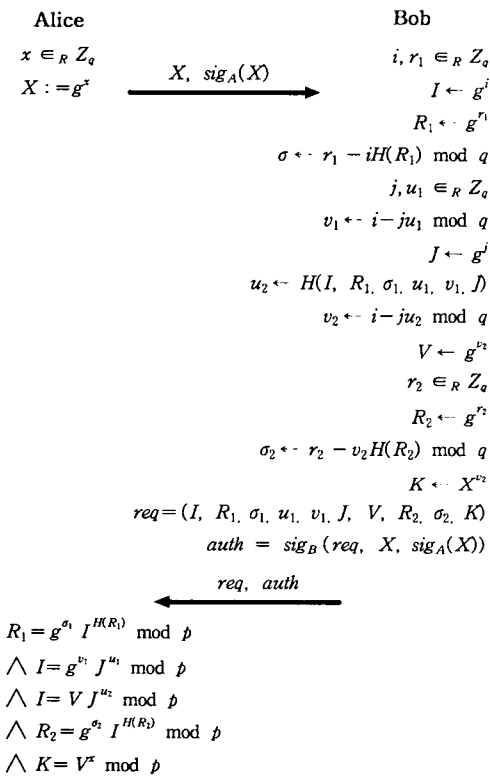 Alice
x ∈_R Z_q
X := g^x
X, sig_A(X)
Bob
i, r_1 ∈_R Z_q
I ← g^i
R_1 ← g^{r_1}
σ ← r_1 − iH(R_1) mod q
j, u_1 ∈_R Z_q
v_1 ← i − ju_1 mod q
J ← g^j
u_2 ← H(I, R_1, σ_1, u_1, v_1, J)
v_2 ← i − ju_2 mod q
V ← g^{v_2}
r_2 ∈_R Z_q
R_2 ← g^{r_2}
σ_2 ← r_2 − v_2H(R_2) mod q
K ← X^{v_2}
req = (I, R_1, σ_1, u_1, v_1, J, V, R_2, σ_2, K)
auth = sig_B(req, X, sig_A(X))
req, auth
R_1 = g^{σ_1} I^{H(R_1)} mod p
∧ I = g^{v_1} J^{u_1} mod p
∧ I = V J^{u_2} mod p
∧ R_2 = g^{σ_2} I^{H(R_2)} mod p
∧ K = V^x mod p